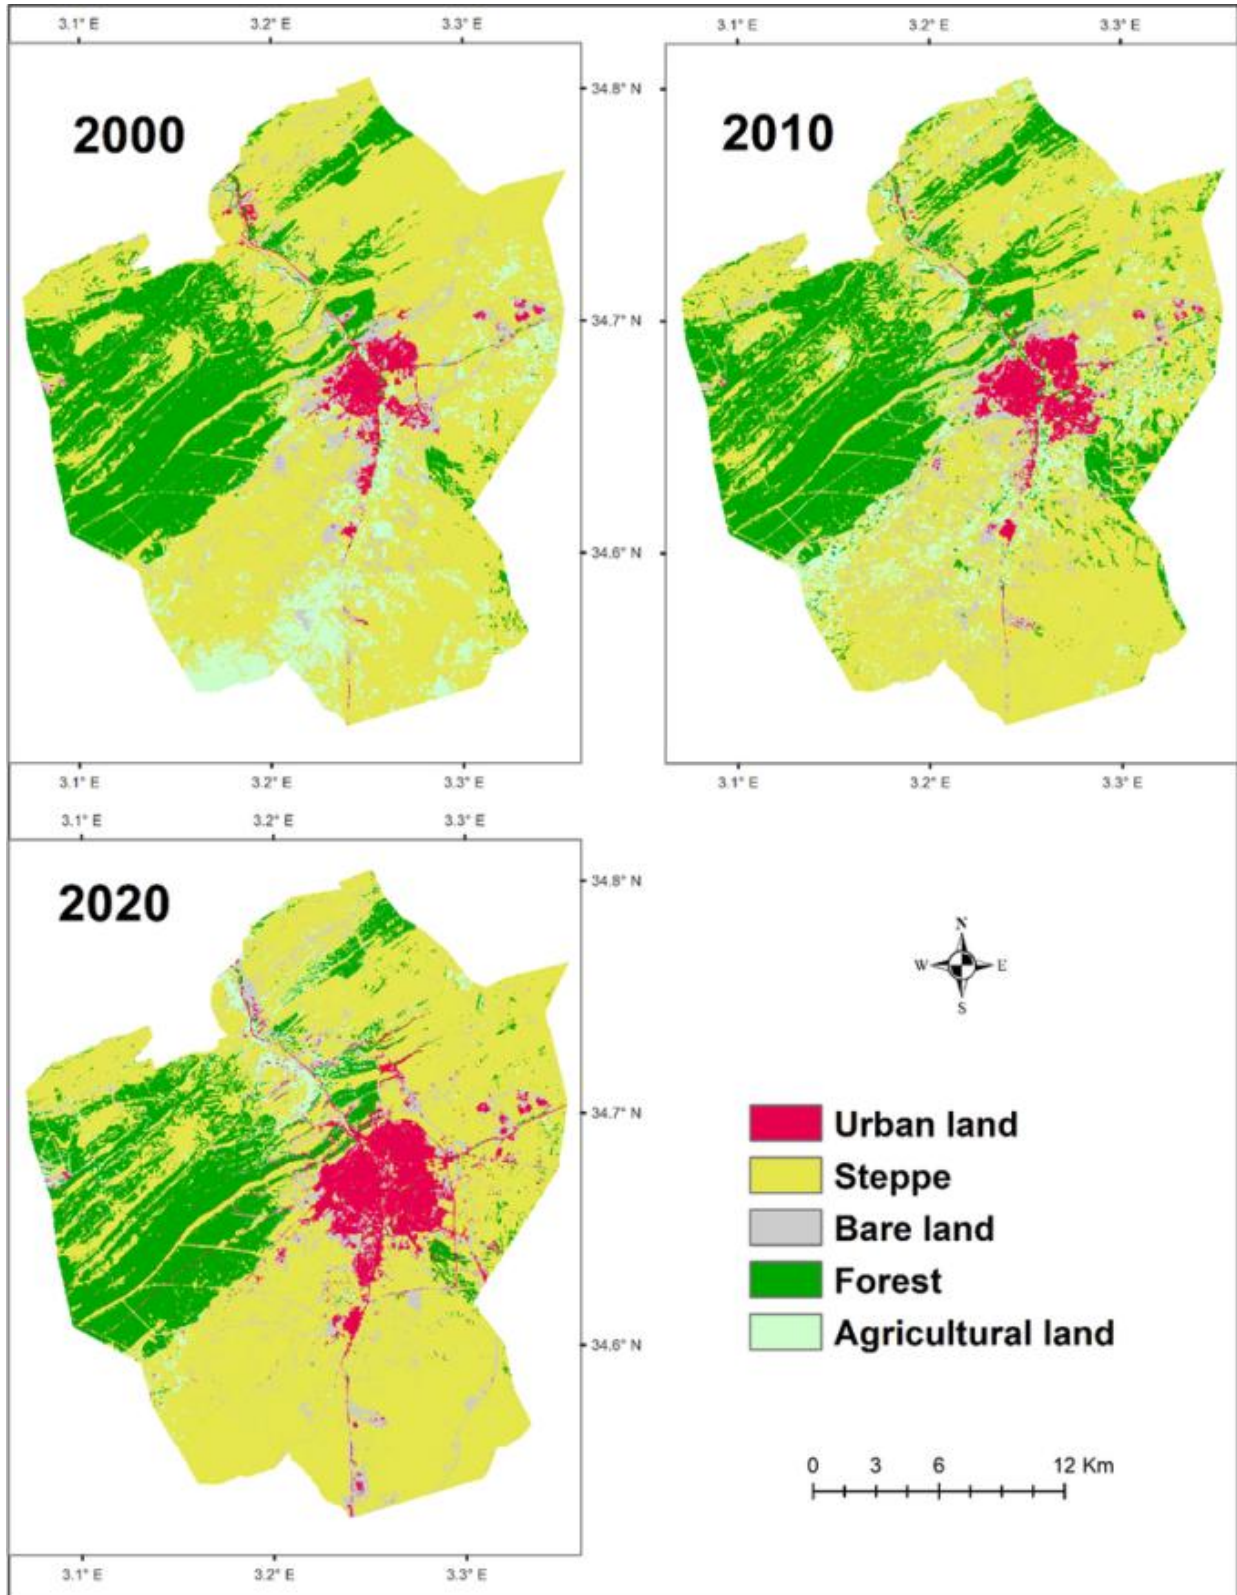 3.1° E 3.2° E 3.3° E 3.1° E 3.2° E 3.3° E
34.8° N
2000 2010
34.7° N
34.6° N
3.1° E 3.2° E 3.3° E 3.1° E 3.2° E 3.3° E
3.1° E 3.2° E 3.3° E
34.8° N
2020
N
W E
S
34.7° N
Urban land
Steppe
Bare land
Forest
Agricultural land
34.6° N
0 3 6 12 Km
3.1° E 3.2° E 3.3° E